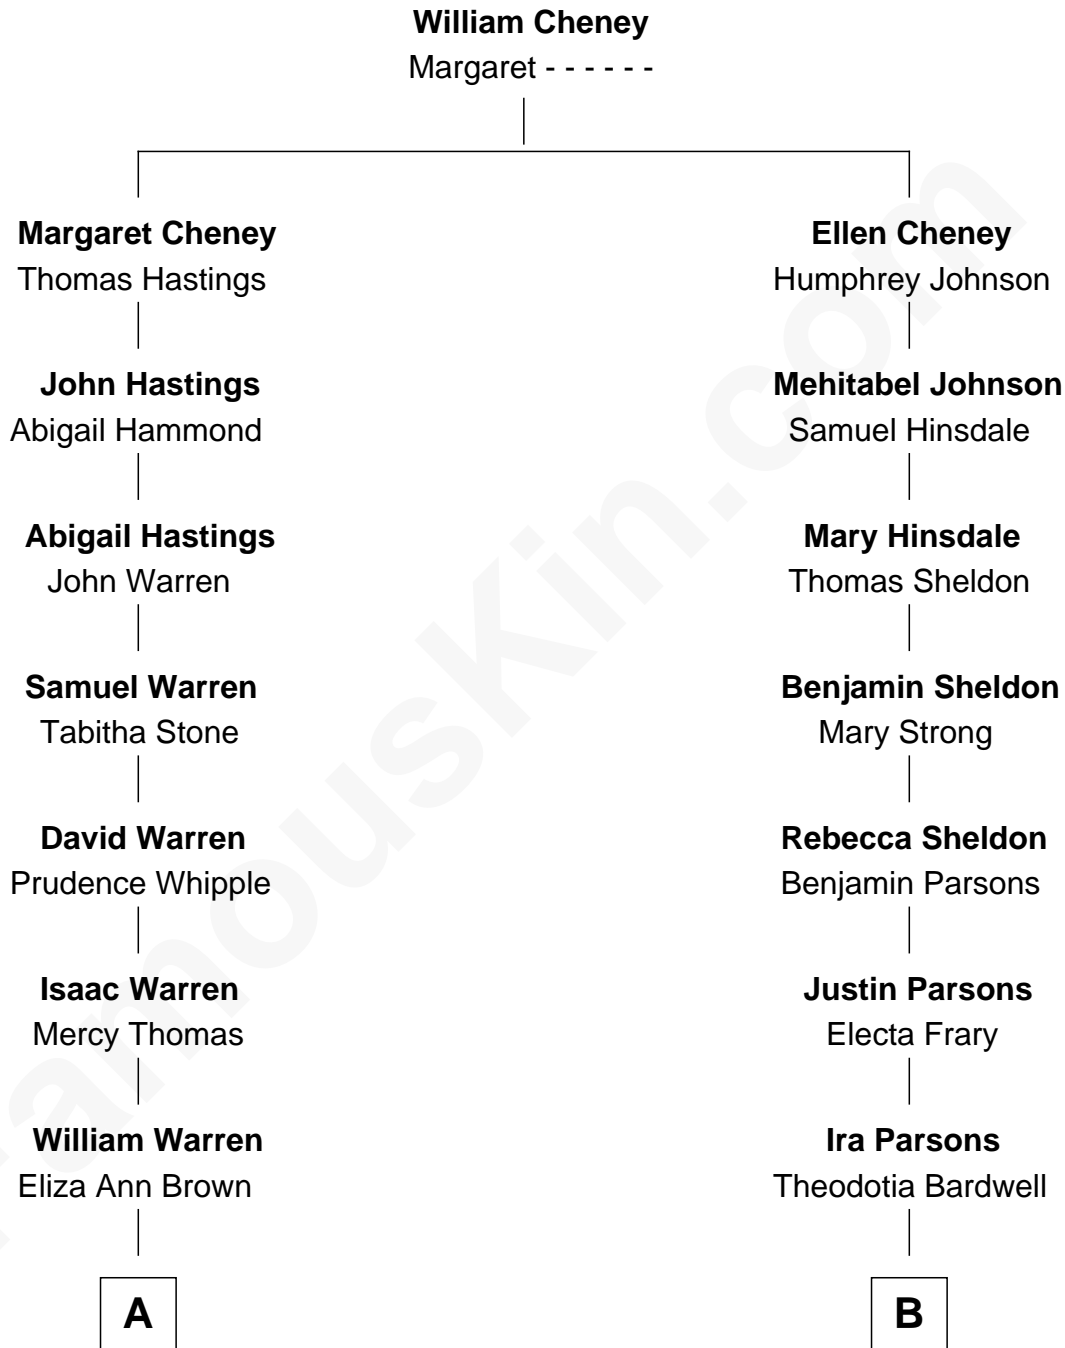 William Cheney
Margaret - - - - - -
Margaret Cheney
Thomas Hastings
Ellen Cheney
Humphrey Johnson
John Hastings
Abigail Hammond
Mehitabel Johnson
Samuel Hinsdale
Abigail Hastings
John Warren
Mary Hinsdale
Thomas Sheldon
Samuel Warren
Tabitha Stone
Benjamin Sheldon
Mary Strong
David Warren
Prudence Whipple
Rebecca Sheldon
Benjamin Parsons
Isaac Warren
Mercy Thomas
Justin Parsons
Electa Frary
William Warren
Eliza Ann Brown
Ira Parsons
Theodotia Bardwell
A
B
FamousKin.com